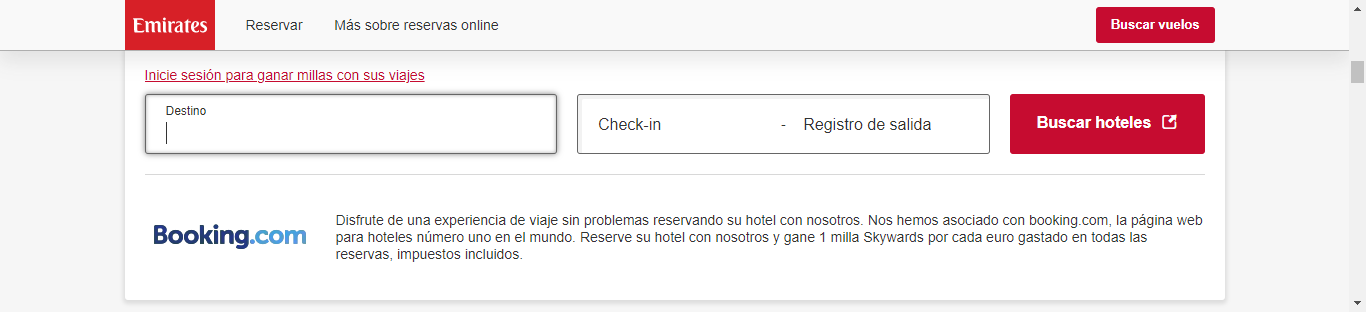 Emirates Reservar Más sobre reservas online Buscar vuelos
Inicie sesión para ganar millas con sus viajes
Destino
Check-in - Registro de salida Buscar hoteles
Booking.com
Disfrute de una experiencia de viaje sin problemas reservando su hotel con nosotros. Nos hemos asociado con booking.com, la página web
para hoteles número uno en el mundo. Reserve su hotel con nosotros y gane 1 milla Skywards por cada euro gastado en todas las
reservas, impuestos incluidos.